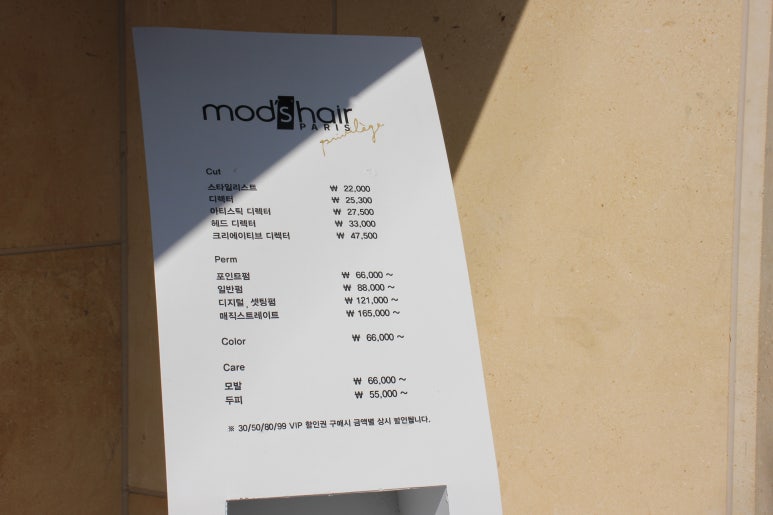 mod's hair
PARIS
privilège
Cut
스타일리스트 ₩ 22,000
디렉터 ₩ 25,300
아티스틱 디렉터 ₩ 27,500
헤드 디렉터 ₩ 33,000
크리에이티브 디렉터 ₩ 47,500
Perm
포인트펌 ₩ 66,000 ~
일반펌 ₩ 88,000 ~
디지털, 셋팅펌 ₩ 121,000 ~
매직스트레이트 ₩ 165,000 ~
Color ₩ 66,000 ~
Care
모발 ₩ 66,000 ~
두피 ₩ 55,000 ~
※ 30/50/80/99 VIP 할인권 구매시 금액별 상시 할인됩니다.